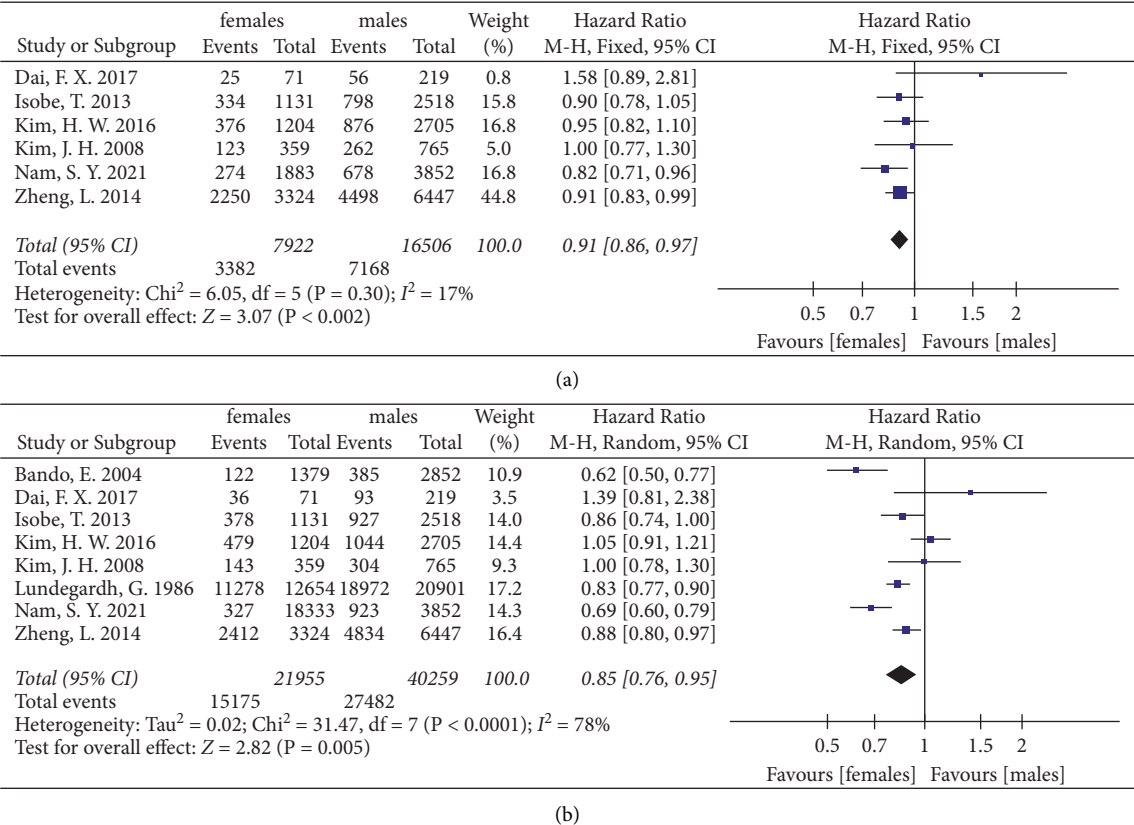 females males Weight Hazard Ratio Hazard Ratio
Study or Subgroup Events Total Events Total (%) M-H, Fixed, 95% CI M-H, Fixed, 95% CI
Dai, F. X. 2017 25 71 56 219 0.8 1.58 [0.89, 2.81]
Isobe, T. 2013 334 1131 798 2518 15.8 0.90 [0.78, 1.05]
Kim, H. W. 2016 376 1204 876 2705 16.8 0.95 [0.82, 1.10]
Kim, J. H. 2008 123 359 262 765 5.0 1.00 [0.77, 1.30]
Nam, S. Y. 2021 274 1883 678 3852 16.8 0.82 [0.71, 0.96]
Zheng, L. 2014 2250 3324 4498 6447 44.8 0.91 [0.83, 0.99]
Total (95% CI) 7922 16506 100.0 0.91 [0.86, 0.97]
Total events 3382 7168
Heterogeneity: Chi² = 6.05, df = 5 (P = 0.30); I² = 17%
Test for overall effect: Z = 3.07 (P < 0.002)
0.5 0.7 1 1.5 2
Favours [females] Favours [males]
(a)
females males Weight Hazard Ratio Hazard Ratio
Study or Subgroup Events Total Events Total (%) M-H, Random, 95% CI M-H, Random, 95% CI
Bando, E. 2004 122 1379 385 2852 10.9 0.62 [0.50, 0.77]
Dai, F. X. 2017 36 71 93 219 3.5 1.39 [0.81, 2.38]
Isobe, T. 2013 378 1131 927 2518 14.0 0.86 [0.74, 1.00]
Kim, H. W. 2016 479 1204 1044 2705 14.4 1.05 [0.91, 1.21]
Kim, J. H. 2008 143 359 304 765 9.3 1.00 [0.78, 1.30]
Lundegardh, G. 1986 11278 12654 18972 20901 17.2 0.83 [0.77, 0.90]
Nam, S. Y. 2021 327 18333 923 3852 14.3 0.69 [0.60, 0.79]
Zheng, L. 2014 2412 3324 4834 6447 16.4 0.88 [0.80, 0.97]
Total (95% CI) 21955 40259 100.0 0.85 [0.76, 0.95]
Total events 15175 27482
Heterogeneity: Tau² = 0.02; Chi² = 31.47, df = 7 (P < 0.0001); I² = 78%
Test for overall effect: Z = 2.82 (P = 0.005)
0.5 0.7 1 1.5 2
Favours [females] Favours [males]
(b)